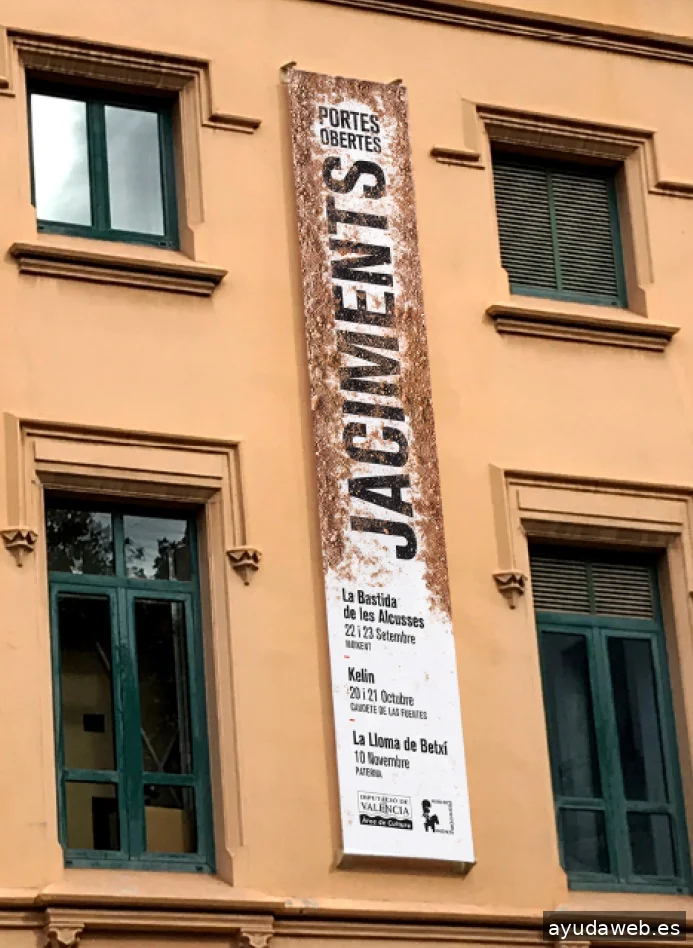 PORTES
OBERTES
JACIMENTS
La Bastida
de les Alcusses
22 i 23 Setembre
MOIXENT
Kelin
20 i 21 Octubre
CAUDETE DE LAS FUENTES
La Lloma de Betxí
10 Novembre
PATERNA
DIPUTACIÓ DE
VALÈNCIA
Àrea de Cultura
ayudaweb.es